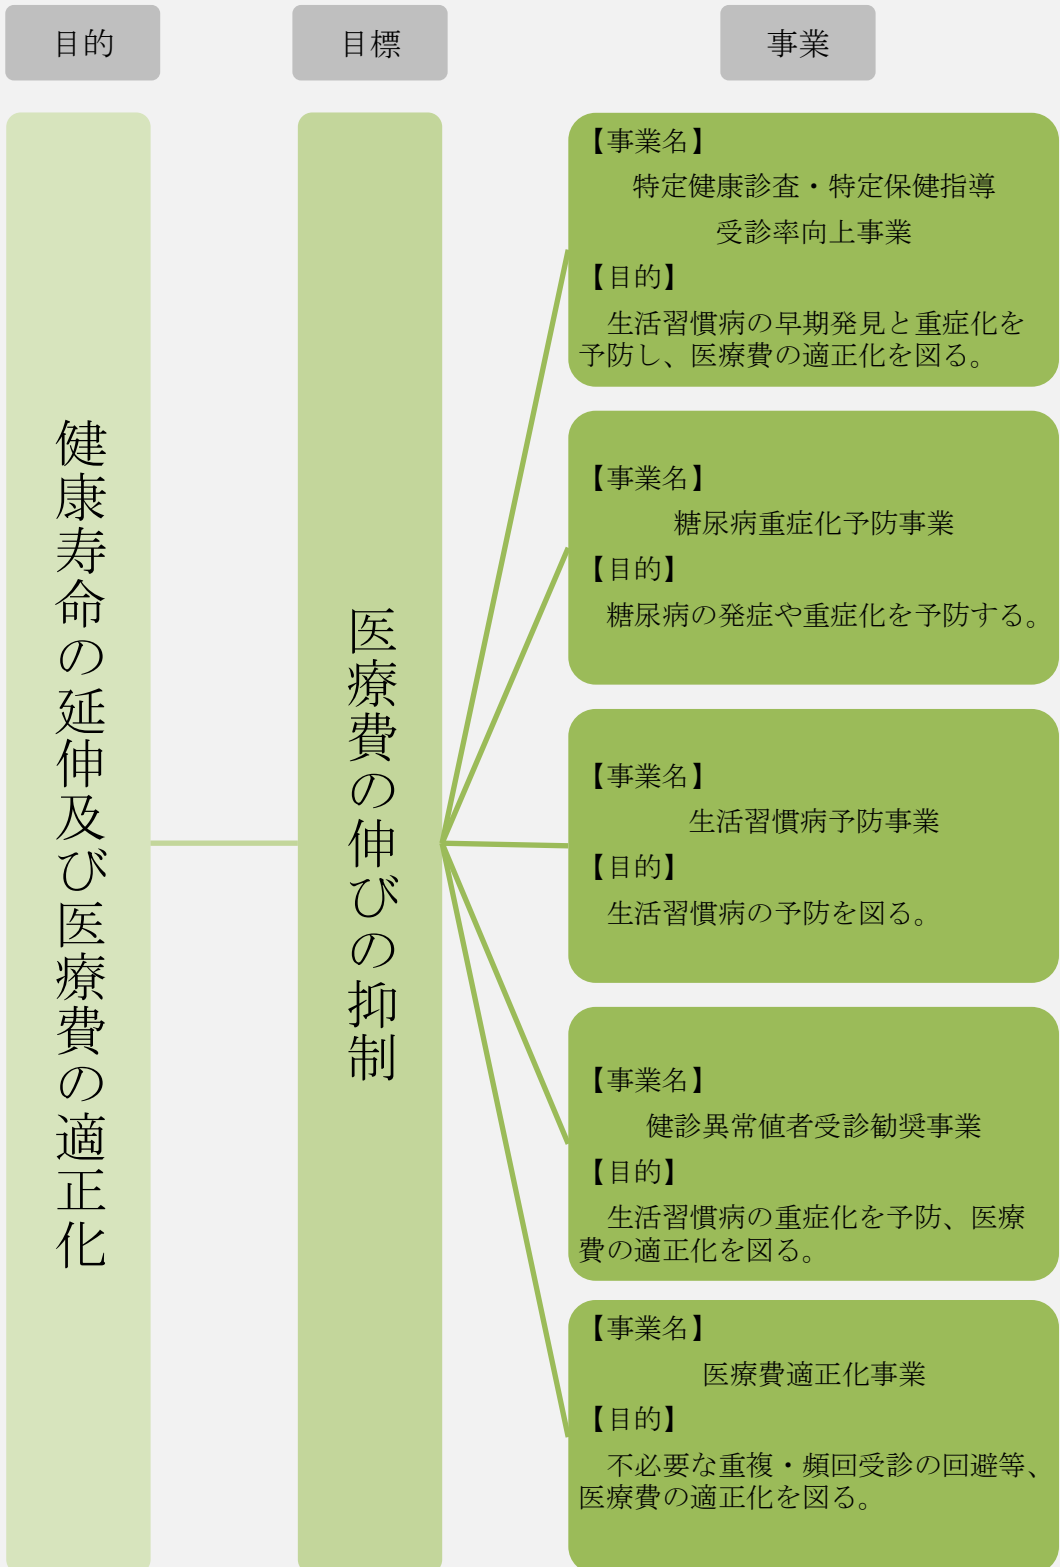 目的
目標
事業
健康寿命の延伸及び医療費の適正化
医療費の伸びの抑制
【事業名】
特定健康診査・特定保健指導
受診率向上事業
【目的】
生活習慣病の早期発見と重症化を
予防し、医療費の適正化を図る。
【事業名】
糖尿病重症化予防事業
【目的】
糖尿病の発症や重症化を予防する。
【事業名】
生活習慣病予防事業
【目的】
生活習慣病の予防を図る。
【事業名】
健診異常値者受診勧奨事業
【目的】
生活習慣病の重症化を予防、医療
費の適正化を図る。
【事業名】
医療費適正化事業
【目的】
不必要な重複・頻回受診の回避等、
医療費の適正化を図る。